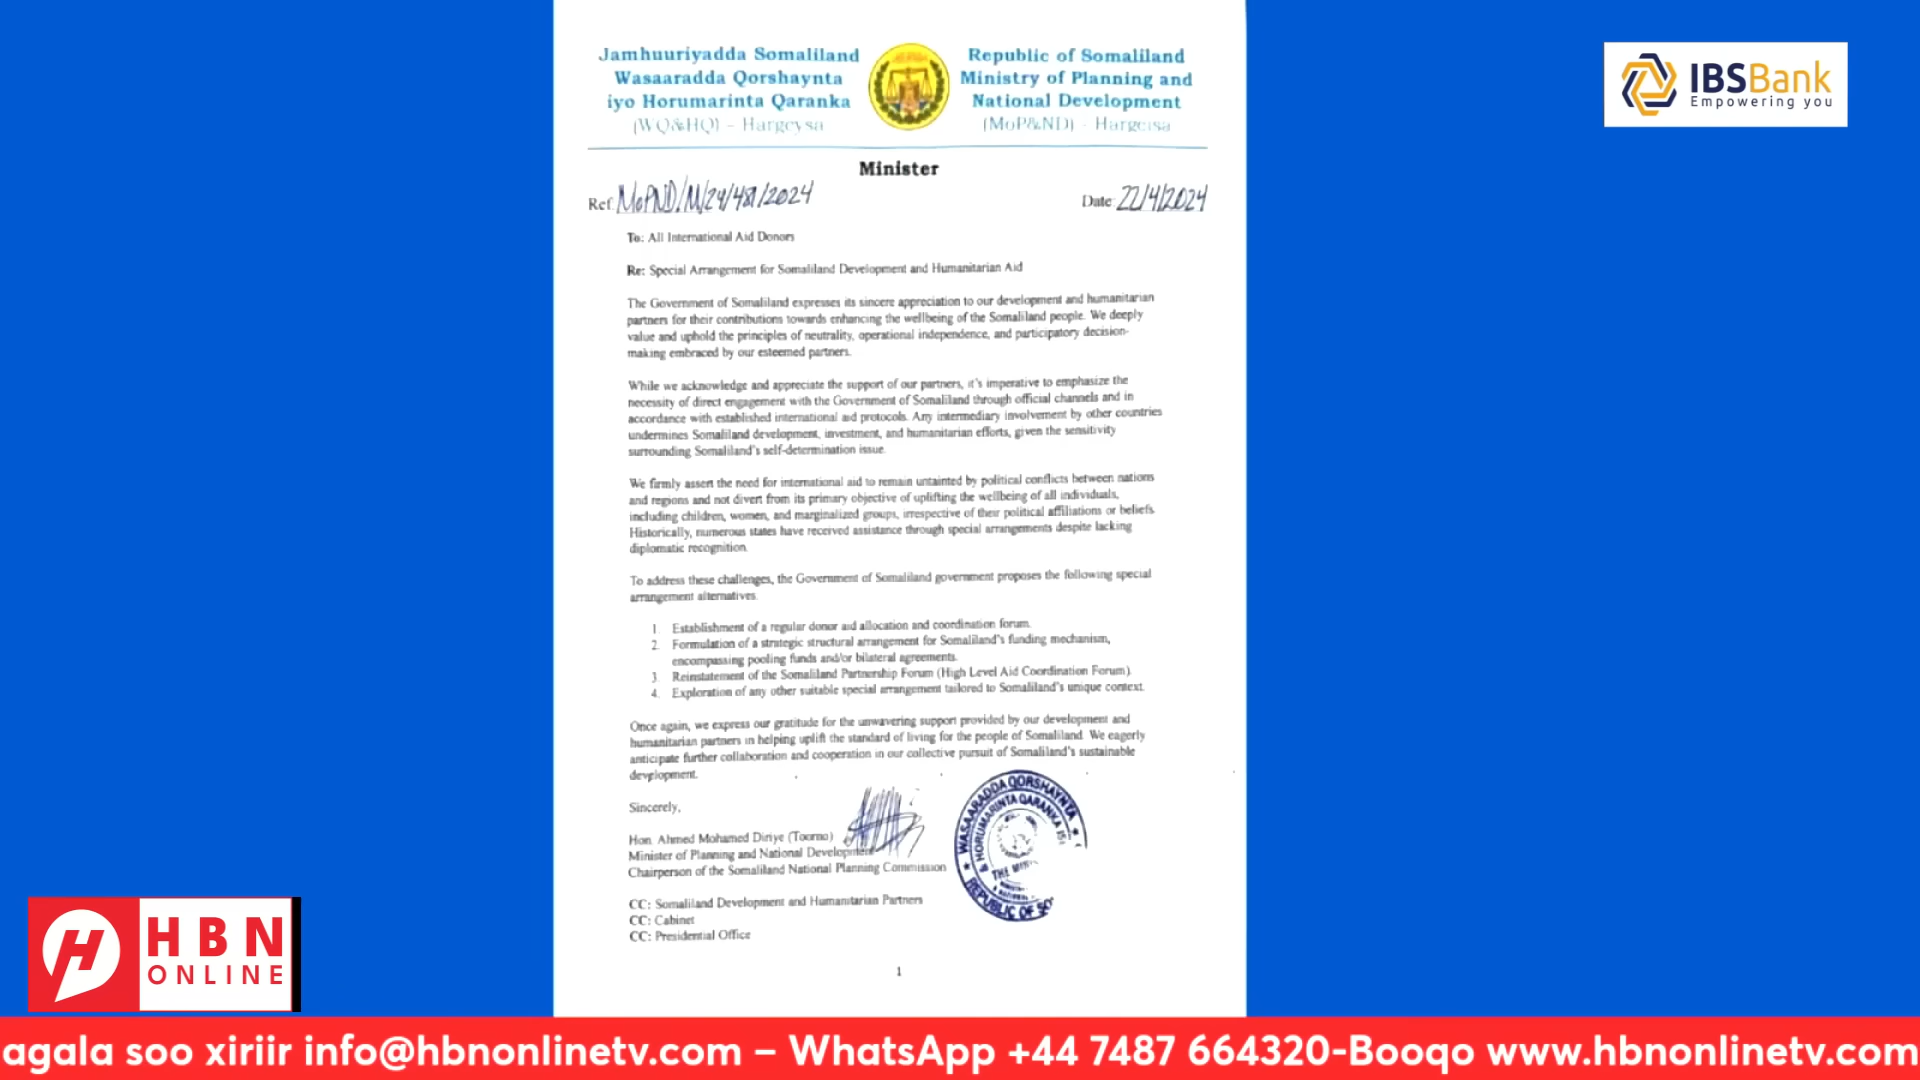 Jamhuuriyadda Somaliland
Wasaaradda Qorshaynta
iyo Horumarinta Qaranka
(WQ&HQ) – Hargeysa
Republic of Somaliland
Ministry of Planning and
National Development
(MoP&ND) - Hargeisa
IBSBank
Empowering you
Minister
Ref: MoPND/M/24/481/2024
Date: 22/4/2024
To: All International Aid Donors
Re: Special Arrangement for Somaliland Development and Humanitarian Aid
The Government of Somaliland expresses its sincere appreciation to our development and humanitarian
partners for their contributions towards enhancing the wellbeing of the Somaliland people. We deeply
value and uphold the principles of neutrality, operational independence, and participatory decision-
making embraced by our esteemed partners.
While we acknowledge and appreciate the support of our partners, it's imperative to emphasize the
necessity of direct engagement with the Government of Somaliland through official channels and in
accordance with established international aid protocols. Any intermediary involvement by other countries
undermines Somaliland development, investment, and humanitarian efforts, given the sensitivity
surrounding Somaliland's self-determination issue.
We firmly assert the need for international aid to remain untainted by political conflicts between nations
and regions and not divert from its primary objective of uplifting the wellbeing of all individuals,
including children, women, and marginalized groups, irrespective of their political affiliations or beliefs.
Historically, numerous states have received assistance through special arrangements despite lacking
diplomatic recognition.
To address these challenges, the Government of Somaliland government proposes the following special
arrangement alternatives.
1. Establishment of a regular donor aid allocation and coordination forum.
2. Formulation of a strategic structural arrangement for Somaliland's funding mechanism,
encompassing pooling funds and/or bilateral agreements.
3. Reinstatement of the Somaliland Partnership Forum (High Level Aid Coordination Forum).
4. Exploration of any other suitable special arrangement tailored to Somaliland's unique context.
Once again, we express our gratitude for the unwavering support provided by our development and
humanitarian partners in helping uplift the standard of living for the people of Somaliland. We eagerly
anticipate further collaboration and cooperation in our collective pursuit of Somaliland's sustainable
development.
Sincerely,
Hon. Ahmed Mohamed Diriye (Toorno)
Minister of Planning and National Development
Chairperson of the Somaliland National Planning Commission
WASAARADDA QORSHAYNTA
& HORUMARINTA QARANKA
THE
REPUBLIC OF
CC: Somaliland Development and Humanitarian Partners
CC: Cabinet
CC: Presidential Office
1
H HBN
ONLINE
agala soo xiriir info@hbnonlinetv.com – WhatsApp +44 7487 664320-Booqo www.hbnonlinetv.com